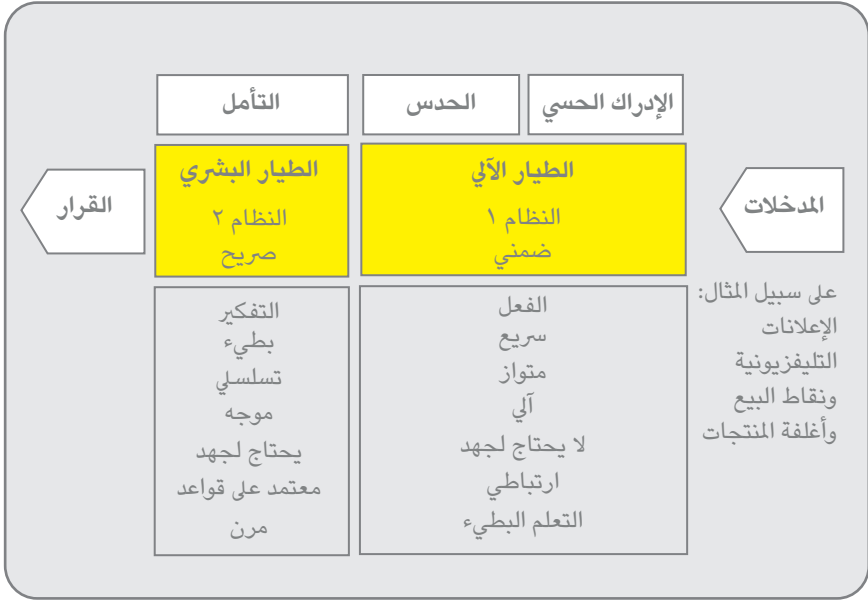 المدخلات
على سبيل المثال:
الإعلانات
التليفزيونية
ونقاط البيع
وأغلفة المنتجات
الإدراك الحسي
الحدس
الطيار الآلي
النظام ١
ضمني
الفعل
سريع
متواز
آلي
لا يحتاج لجهد
ارتباطي
التعلم البطيء
التأمل
الطيار البشري
النظام ٢
صريح
التفكير
بطيء
تسلسلي
موجه
يحتاج لجهد
معتمد على قواعد
مرن
القرار